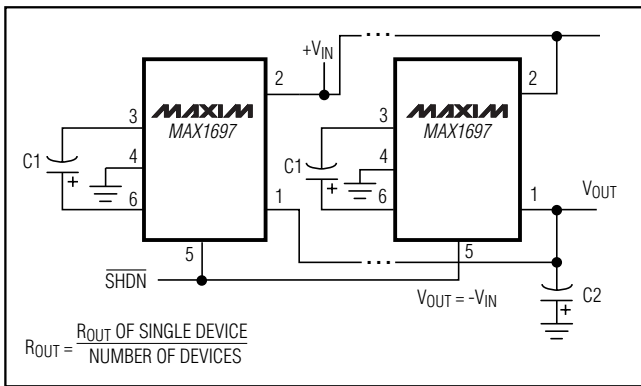 +VIN
2
2
MAXIM
MAX1697
MAXIM
MAX1697
3
3
C1
4
C1
4
+
6
+
6
1
1
VOUT
5
5
SHDN
VOUT = -VIN
C2
+
ROUT = ROUT OF SINGLE DEVICE
NUMBER OF DEVICES